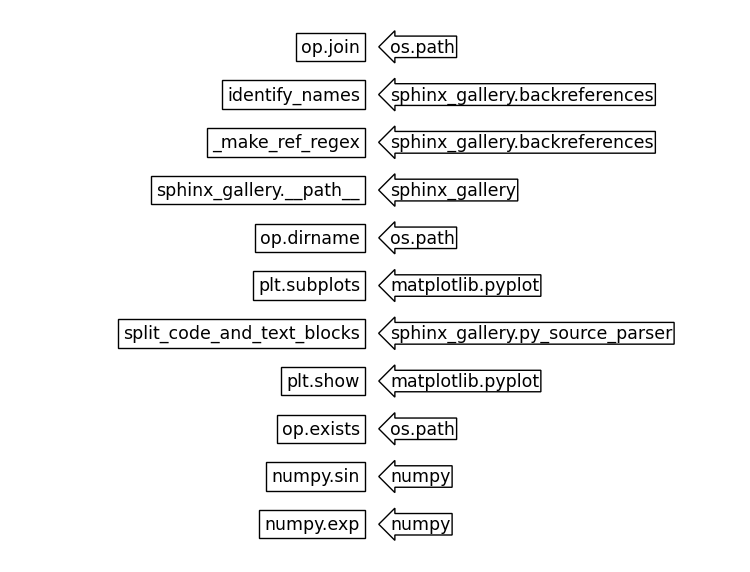 op.join os.path
identify_names sphinx_gallery.backreferences
_make_ref_regex sphinx_gallery.backreferences
sphinx_gallery.__path__ sphinx_gallery
op.dirname os.path
plt.subplots matplotlib.pyplot
split_code_and_text_blocks sphinx_gallery.py_source_parser
plt.show matplotlib.pyplot
op.exists os.path
numpy.sin numpy
numpy.exp numpy